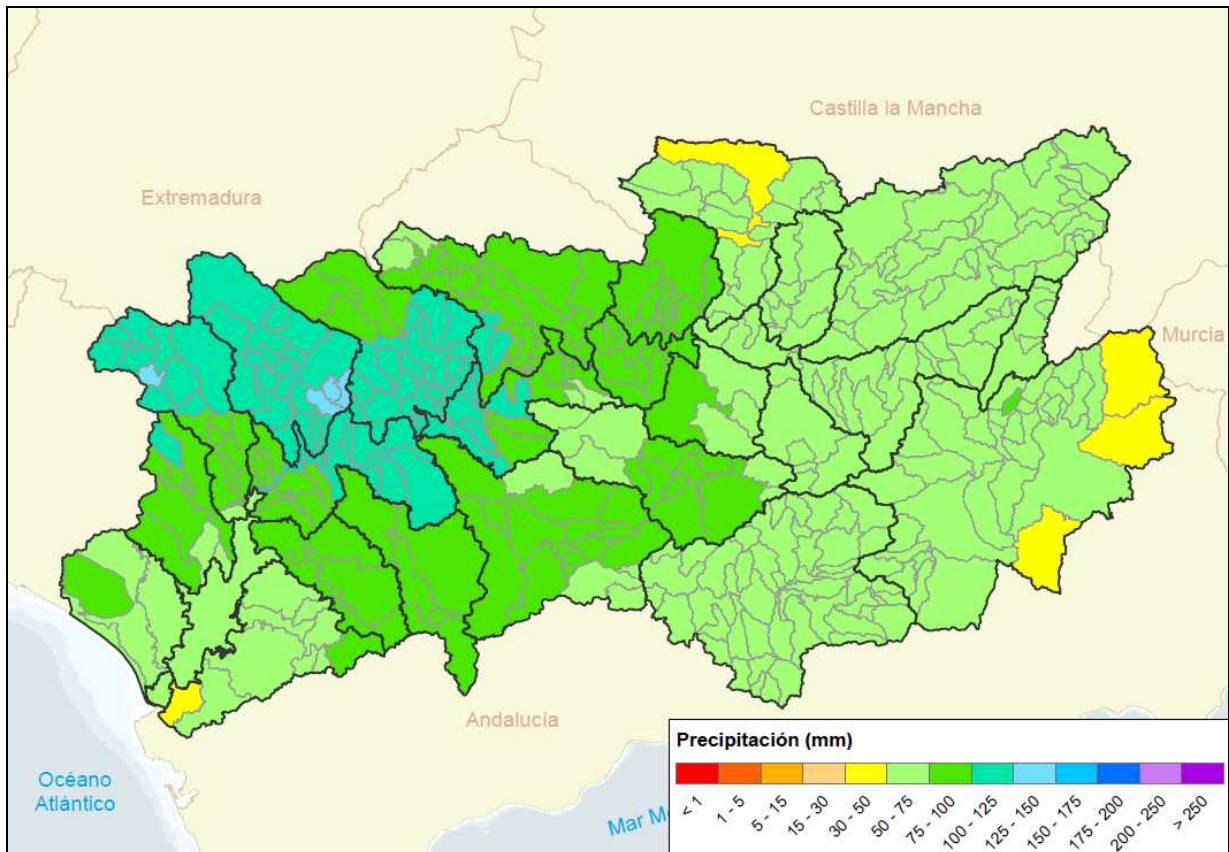 Castilla la Mancha
Extremadura
Murcia
Andalucía
Océano
Atlántico
Mar
Precipitación (mm)
< 1
1 - 5
5 - 15
15 - 30
30 - 50
50 - 75
75 - 100
100 - 125
125 - 150
150 - 175
175 - 200
200 - 250
> 250